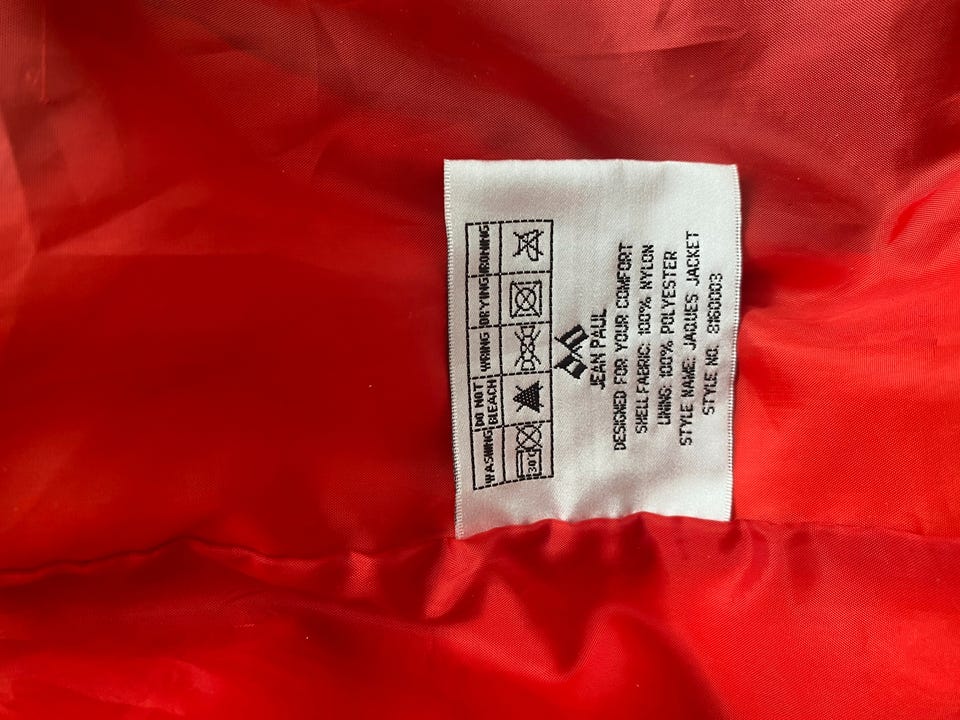 WASHING DO NOT BLEACH WRING DRYING IRONING
30°C
JEAN PAUL
DESIGNED FOR YOUR COMFORT
SHELL FABRIC: 100% NYLON
LINING: 100% POLYESTER
STYLE NAME: JAQUES JACKET
STYLE NO. 8160003